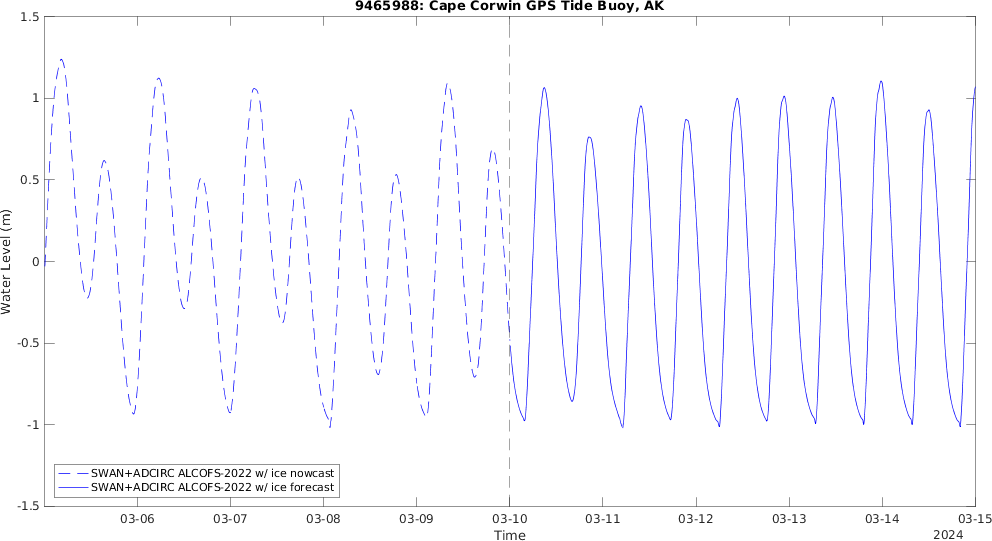 9465988: Cape Corwin GPS Tide Buoy, AK
1.5
1
0.5
0
-0.5
-1
-1.5
Water Level (m)
SWAN+ADCIRC ALCOFS-2022 w/ ice nowcast
SWAN+ADCIRC ALCOFS-2022 w/ ice forecast
03-06 03-07 03-08 03-09 03-10 03-11 03-12 03-13 03-14 03-15
Time
2024